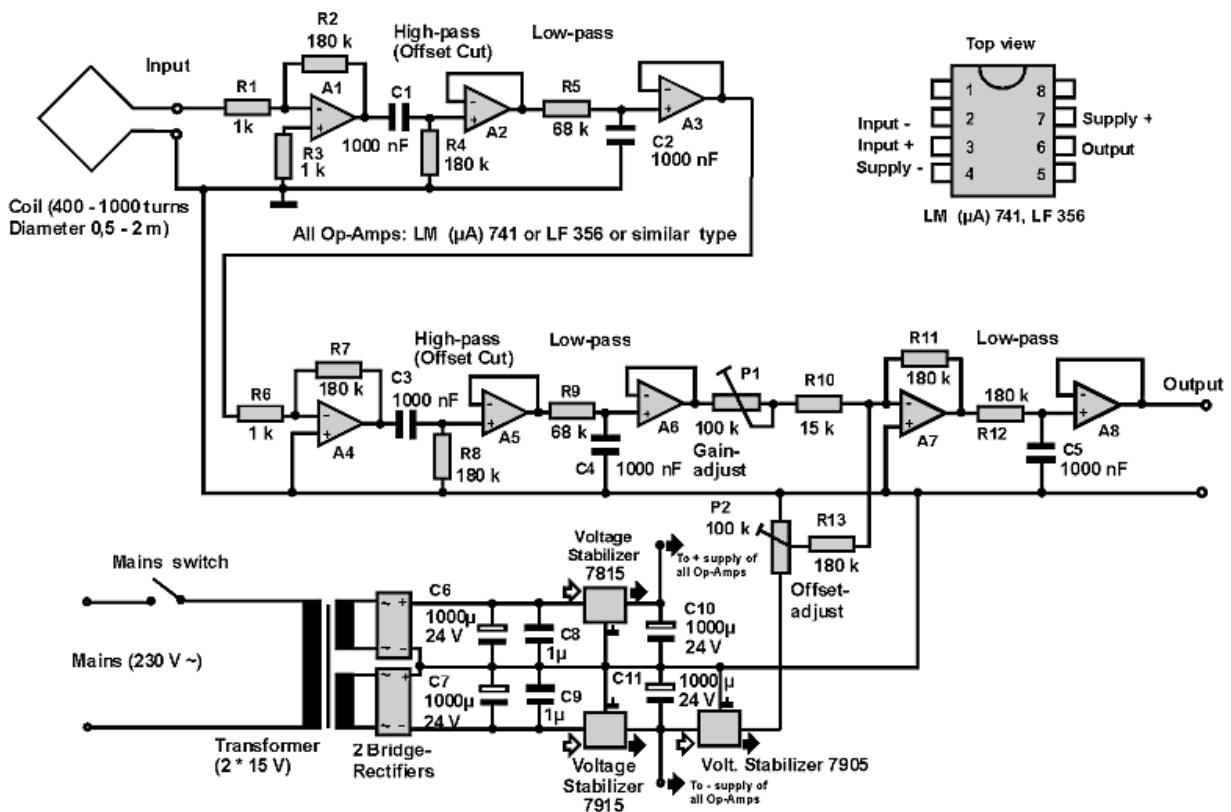 R2
180 k
High-pass
(Offset Cut)
Low-pass
Input
R1
1k
A1
-
+
R3
1 k
C1
1000 nF
-
+
A2
R4
180 k
R5
68 k
C2
1000 nF
-
+
A3
Coil (400 - 1000 turns
Diameter 0,5 - 2 m)
All Op-Amps: LM (µA) 741 or LF 356 or similar type
Top view
1
8
Input -
2
7
Supply +
Input +
3
6
Output
Supply -
4
5
LM (µA) 741, LF 356
R7
180 k
High-pass
(Offset Cut)
Low-pass
R6
1 k
-
+
A4
C3
1000 nF
-
+
A5
R8
180 k
R9
68 k
C4
1000 nF
-
+
A6
P1
100 k
Gain-
adjust
R10
15 k
R11
180 k
-
+
A7
Low-pass
180 k
R12
-
+
A8
C5
1000 nF
Output
P2
100 k
R13
180 k
Offset-
adjust
Mains switch
Mains (230 V ~)
Transformer
(2 * 15 V)
~ +
~ -
~ +
~ -
2 Bridge-
Rectifiers
C6
1000µ
24 V
C7
1000µ
24 V
C8
1µ
C9
1µ
Voltage
Stabilizer
7815
To + supply of
all Op-Amps
C10
1000µ
24 V
C11
1000µ
24 V
Voltage
Stabilizer
7915
Volt. Stabilizer 7905
To - supply of
all Op-Amps